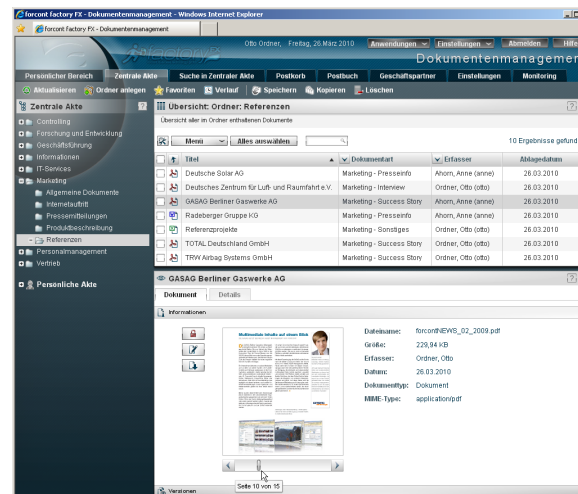 forcont factory FX - Dokumentenmanagement - Windows Internet Explorer
forcont factory FX - Dokumentenmanagement
Otto Ordner, Freitag, 26.März 2010 Anwendungen Einstellungen Abmelden Hilfe
Dokumentenmanagemen
Persönlicher Bereich Zentrale Akte Suche in Zentraler Akte Postkorb Postbuch Geschäftspartner Einstellungen Monitoring
Aktualisieren Ordner anlegen Favoriten Verlauf Speichern Kopieren Löschen
Zentrale Akte ?
Controlling
Forschung und Entwicklung
Geschäftsführung
Informationen
IT-Services
Marketing
Allgemeine Dokumente
Internetauftritt
Pressemitteilungen
Produktbeschreibung
Referenzen
Personalmanagement
Vertrieb
Persönliche Akte
Übersicht: Ordner: Referenzen ?
Übersicht aller im Ordner enthaltenen Dokumente
Menü Alles auswählen 10 Ergebnisse gefund
Titel Dokumentart Erfasser Ablagedatum
Deutsche Solar AG Marketing - Presseinfo Ahorn, Anne (anne) 26.03.2010
Deutsches Zentrum für Luft- und Raumfahrt e.V. Marketing - Interview Ordner, Otto (otto) 26.03.2010
GASAG Berliner Gaswerke AG Marketing - Success Story Ahorn, Anne (anne) 26.03.2010
Radeberger Gruppe KG Marketing - Presseinfo Ahorn, Anne (anne) 26.03.2010
Referenzprojekte Marketing - Sonstiges Ordner, Otto (otto) 26.03.2010
TOTAL Deutschland GmbH Marketing - Success Story Ordner, Otto (otto) 26.03.2010
TRW Airbag Systems GmbH Marketing - Success Story Ordner, Otto (otto) 26.03.2010
GASAG Berliner Gaswerke AG ?
Dokument Details
Informationen
Multimediale Inhalte auf einem Blick
Dateiname: forcontNEWS_02_2009.pdf
Größe: 229,94 KB
Erfasser: Ordner, Otto
Datum: 26.03.2010
Dokumenttyp: Dokument
MIME-Type: application/pdf
Seite 10 von 15
Versionen